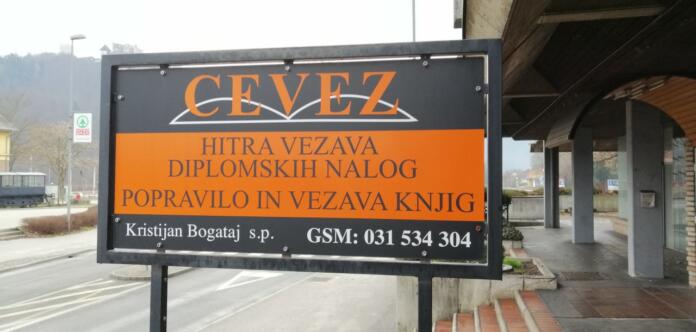 CEVEZ
HITRA VEZAVA
DIPLOMSKIH NALOG
POPRAVILO IN VEZAVA KNJIG
Kristijan Bogataj s.p. GSM: 031 534 304